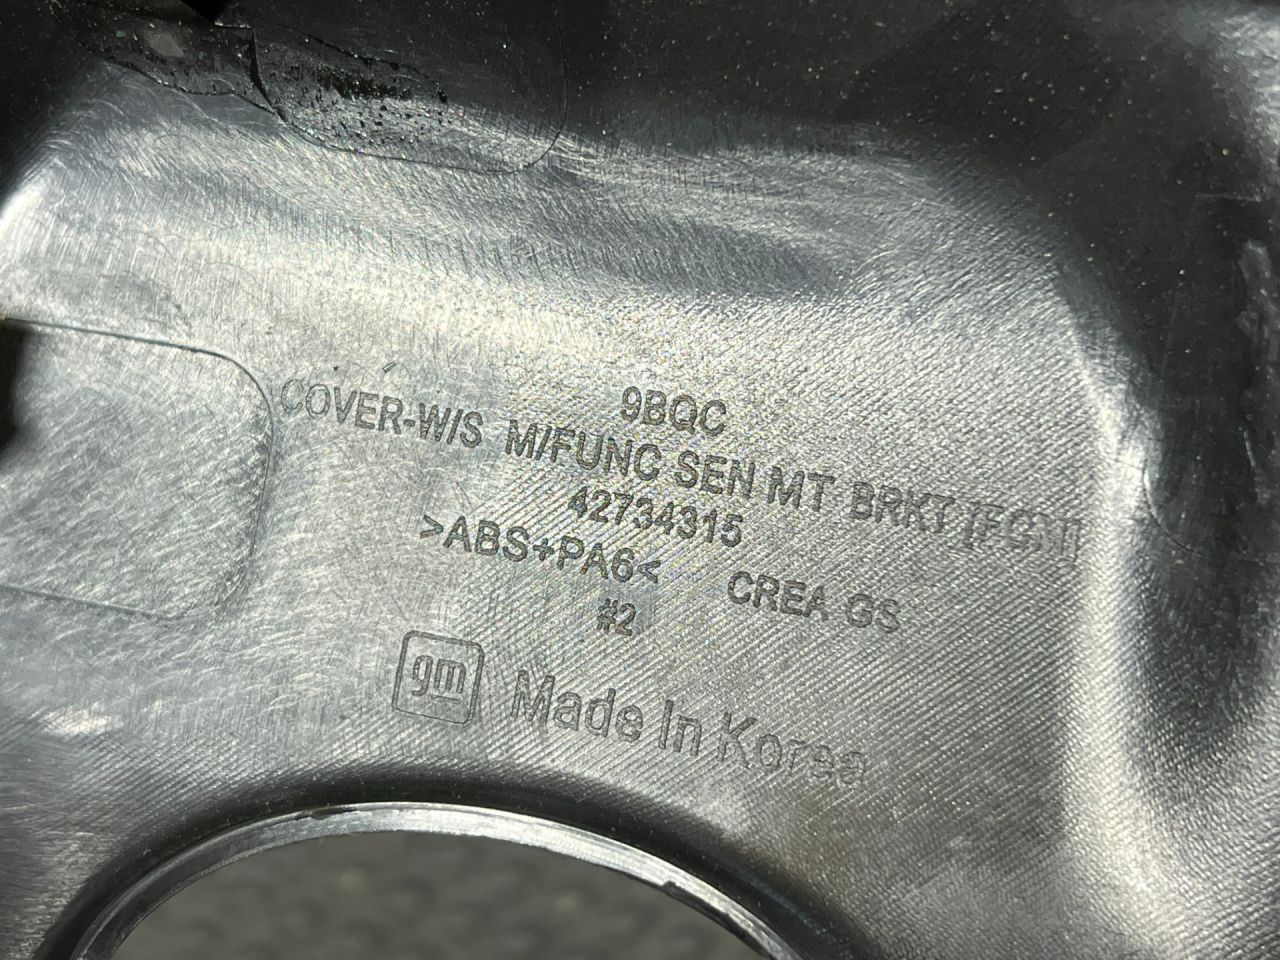 9BQC
COVER-W/S M/FUNC SEN MT BRKT
42734315
>ABS+PA6< CREA GS
#2
gm Made In Korea